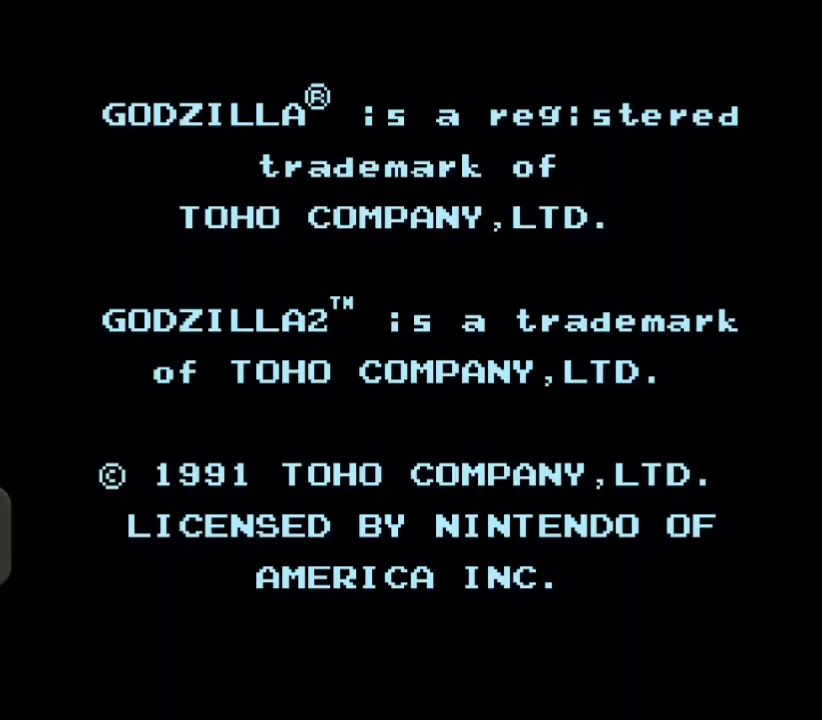 GODZILLA® is a registered
trademark of
TOHO COMPANY,LTD.
GODZILLA2™ is a trademark
of TOHO COMPANY,LTD.
© 1991 TOHO COMPANY,LTD.
LICENSED BY NINTENDO OF
AMERICA INC.